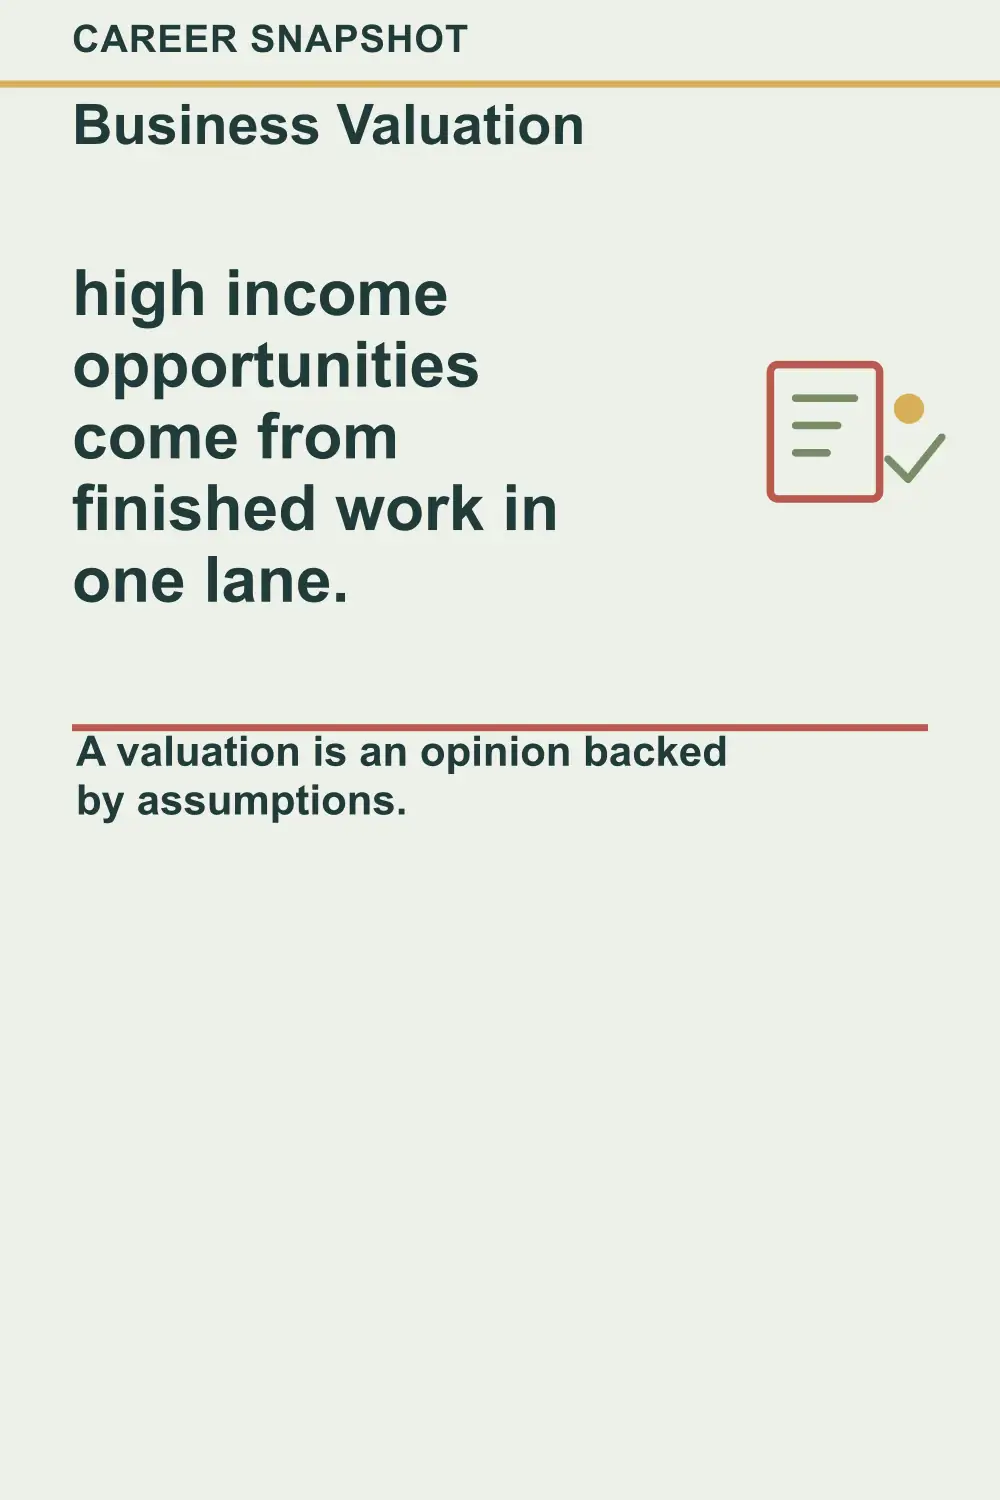 CAREER SNAPSHOT
Business Valuation
high income
opportunities
come from
finished work in
one lane.
A valuation is an opinion backed
by assumptions.